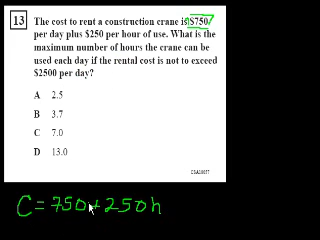 13 The cost to rent a construction crane is $750
per day plus $250 per hour of use. What is the
maximum number of hours the crane can be
used each day if the rental cost is not to exceed
$2500 per day?
A 2.5
B 3.7
C 7.0
D 13.0
C = 750 + 250h